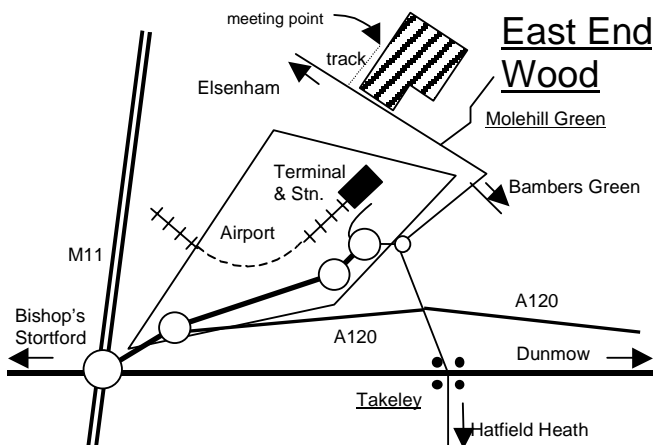 meeting point
East End
Wood
track
Elsenham
Molehill Green
Terminal
& Stn.
Bambers Green
Airport
M11
A120
Bishop's
Stortford
A120
Dunmow
Takeley
Hatfield Heath